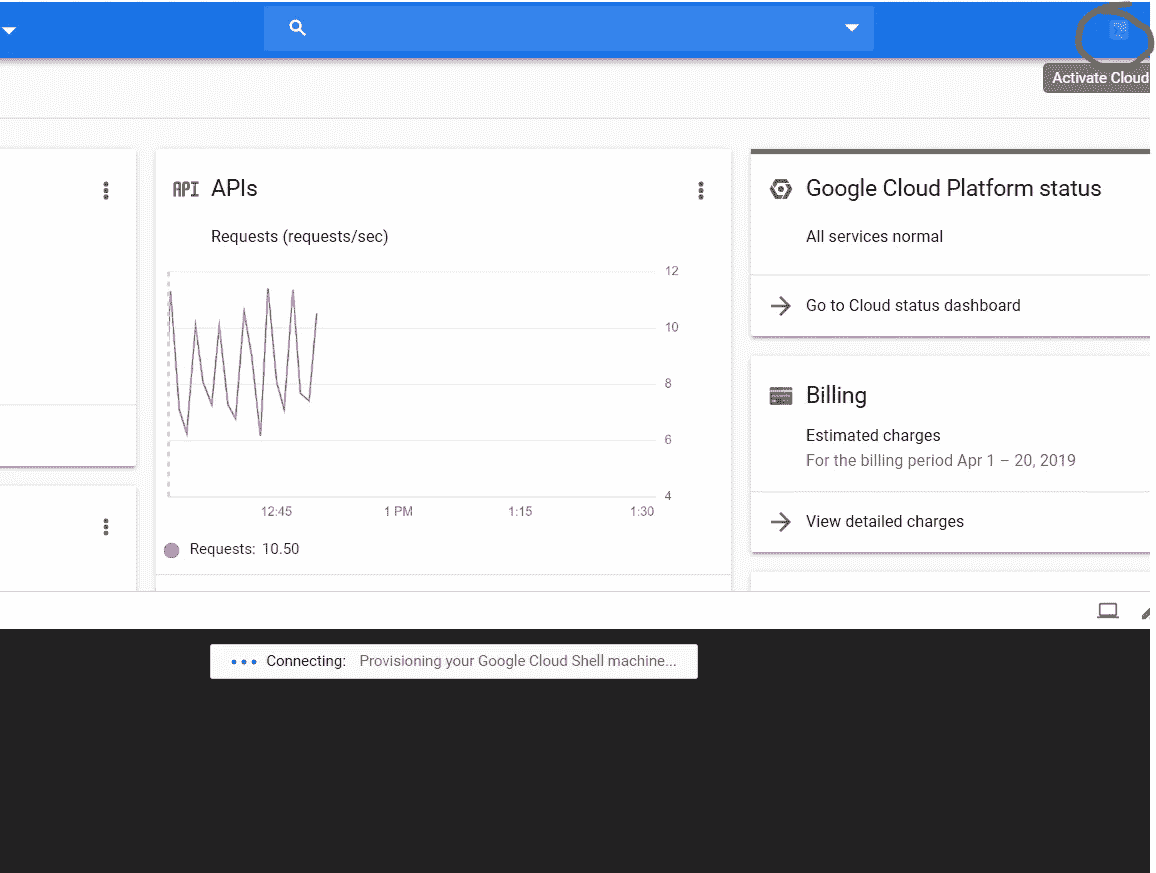 Activate Cloud
API APIs
Requests (requests/sec)
12
10
8
6
4
12:45 1 PM 1:15 1:30
Requests: 10.50
Google Cloud Platform status
All services normal
Go to Cloud status dashboard
Billing
Estimated charges
For the billing period Apr 1 – 20, 2019
View detailed charges
Connecting: Provisioning your Google Cloud Shell machine...